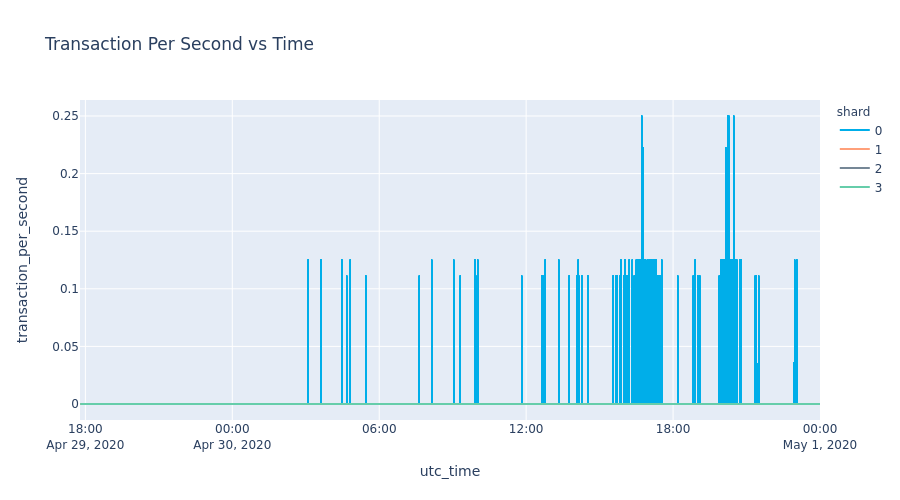 Transaction Per Second vs Time
shard
0
1
2
3
transaction_per_second
0.25
0.2
0.15
0.1
0.05
0
18:00
Apr 29, 2020
00:00
Apr 30, 2020
06:00
12:00
18:00
00:00
May 1, 2020
utc_time